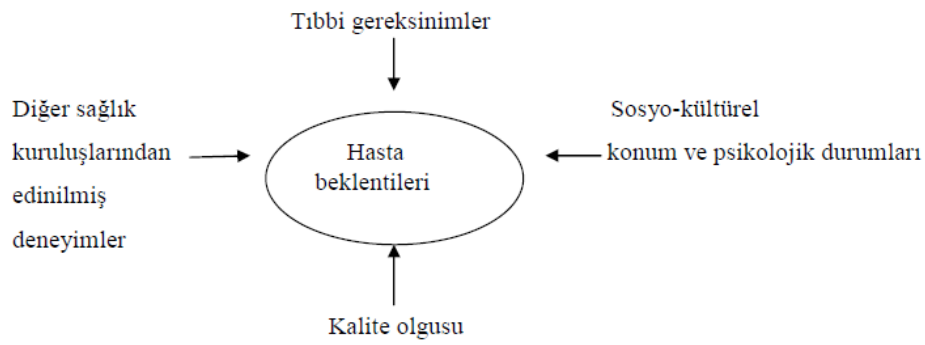 Tıbbi gereksinimler
Diğer sağlık
kuruluşlarından
edinilmiş
deneyimler
Hasta
beklentileri
Sosyo-kültürel
konum ve psikolojik durumları
Kalite olgusu